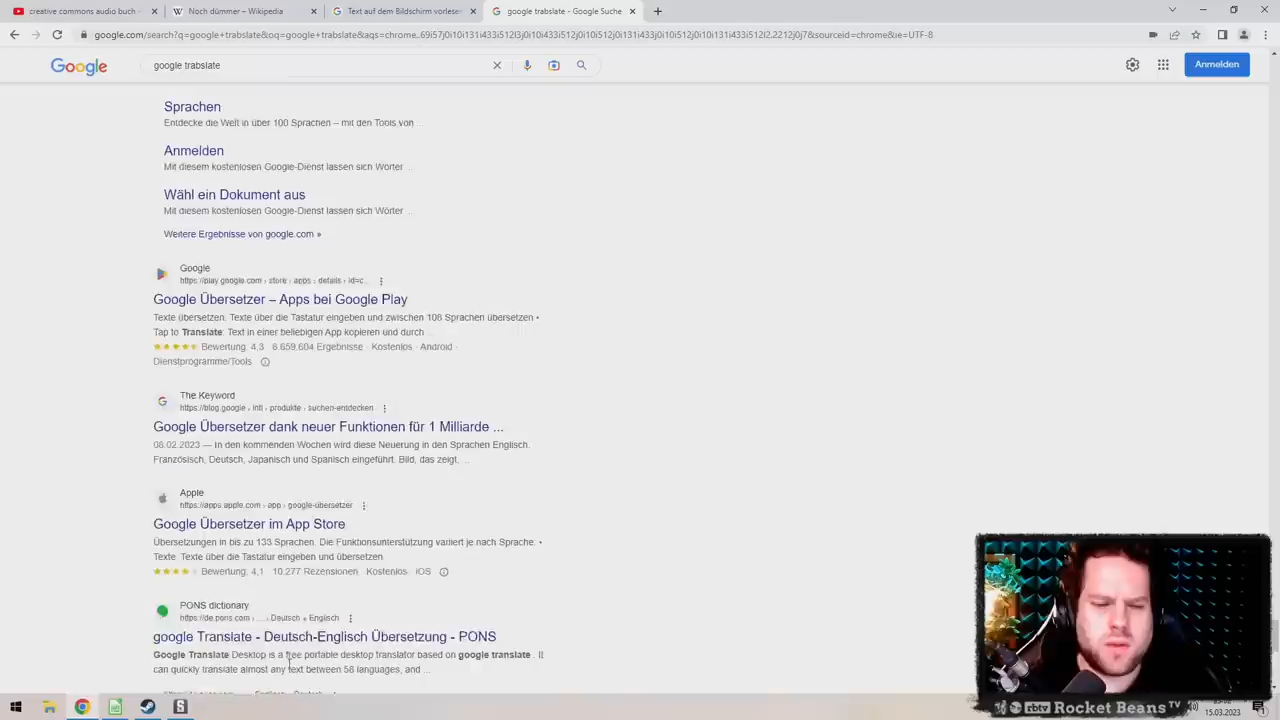 creative commons audio buch -
Noch dümmer – Wikipedia
Text auf dem Bildschirm vorlesen
google trabslate - Google Suche
google.com/search?q=google+trabslate&oq=google+trabslate&aqs=chrome
Google
google trabslate
Anmelden
Sprachen
Entdecke die Welt in über 100 Sprachen – mit den Tools von ...
Anmelden
Mit diesem kostenlosen Google-Dienst lassen sich Wörter ...
Wähl ein Dokument aus
Mit diesem kostenlosen Google-Dienst lassen sich Wörter ...
Weitere Ergebnisse von google.com »
Google
https://play.google.com › store › apps › details › id=c...
Google Übersetzer – Apps bei Google Play
Texte übersetzen: Texte über die Tastatur eingeben und zwischen 108 Sprachen übersetzen •
Tap to Translate: Text in einer beliebigen App kopieren und durch ...
Bewertung: 4,3 · 8.659.604 Ergebnisse · Kostenlos · Android ·
Dienstprogramme/Tools
The Keyword
https://blog.google › intl › produkte › suchen-entdecken
Google Übersetzer dank neuer Funktionen für 1 Milliarde ...
08.02.2023 — In den kommenden Wochen wird diese Neuerung in den Sprachen Englisch,
Französisch, Deutsch, Japanisch und Spanisch eingeführt. Bild, das zeigt, ...
Apple
https://apps.apple.com › app › google-übersetzer
Google Übersetzer im App Store
Übersetzungen in bis zu 133 Sprachen. Die Funktionsunterstützung variiert je nach Sprache. •
Texte: Texte über die Tastatur eingeben und übersetzen
Bewertung: 4,1 · 10.277 Rezensionen · Kostenlos · iOS
PONS dictionary
https://de.pons.com › ... › Deutsch » Englisch
google Translate - Deutsch-Englisch Übersetzung - PONS
Google Translate Desktop is a free portable desktop translator based on google translate . It
can quickly translate almost any text between 58 languages, and ...
rbtv Rocket Beans TV
15.03.2023